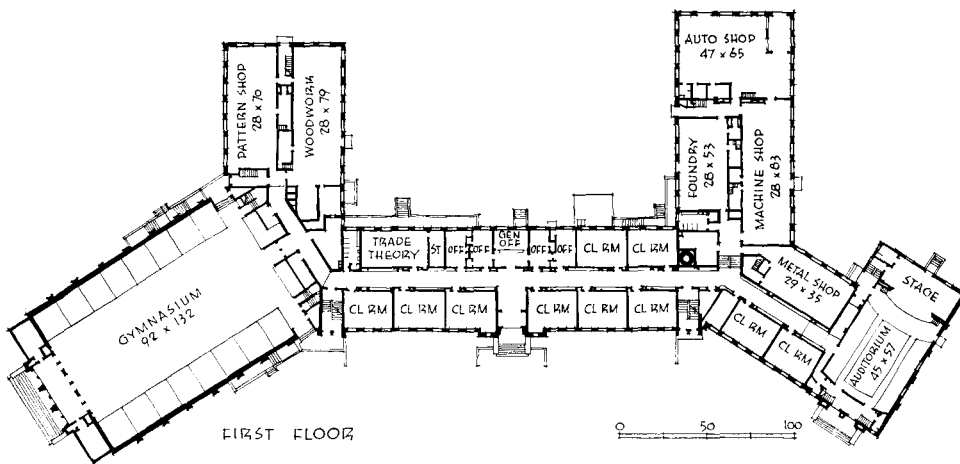 AUTO SHOP
47 x 65
PATTERN SHOP
28 x 70
WOODWORK
28 x 79
FOUNDRY
28 x 53
MACHINE SHOP
28 x 83
GEN
OFF
TRADE
THEORY
ST
OFF
OFF
OFF
OFF
CL RM
CL RM
METAL SHOP
29 x 35
STAGE
GYMNASIUM
92 x 132
CL RM
CL RM
CL RM
CL RM
CL RM
CL RM
CL RM
CL RM
AUDITORIUM
45 x 57
FIRST FLOOR
0 50 100